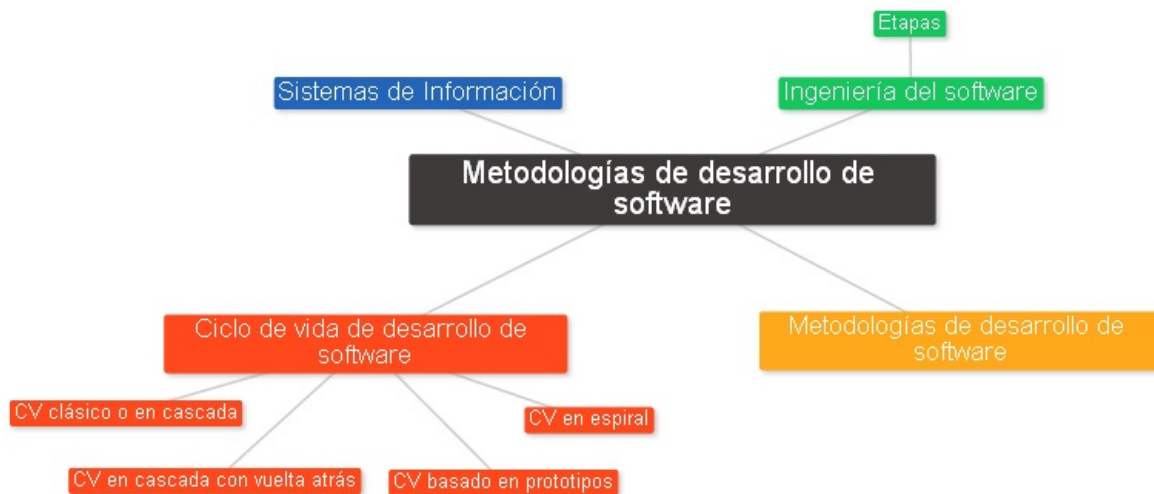 Etapas
Sistemas de Información
Ingeniería del software
Metodologías de desarrollo de
software
Ciclo de vida de desarrollo de
software
Metodologías de desarrollo de
software
CV clásico o en cascada
CV en espiral
CV en cascada con vuelta atrás
CV basado en prototipos